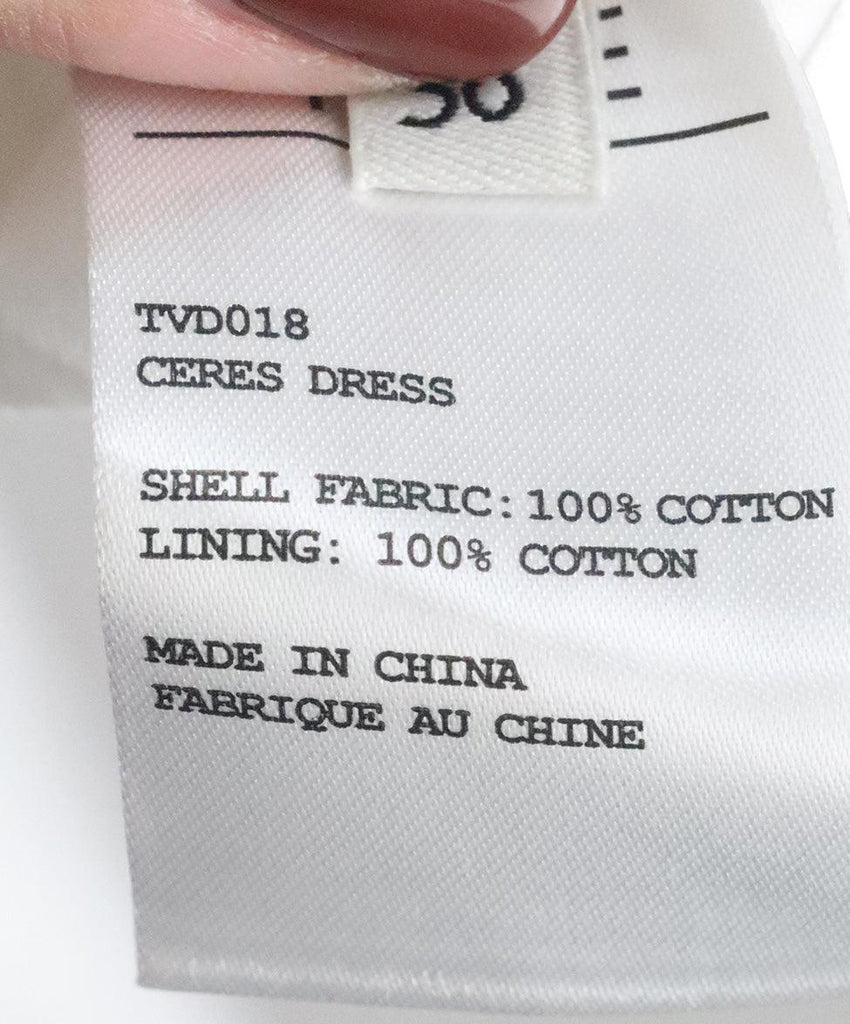 TVD018
CERES DRESS
SHELL FABRIC: 100% COTTON
LINING: 100% COTTON
MADE IN CHINA
FABRIQUE AU CHINE